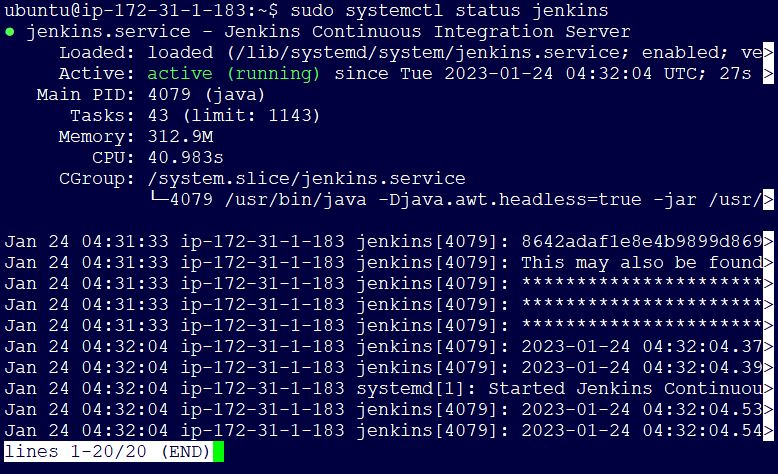 ubuntu@ip-172-31-1-183:~$ sudo systemctl status jenkins
● jenkins.service - Jenkins Continuous Integration Server
     Loaded: loaded (/lib/systemd/system/jenkins.service; enabled; ve>
     Active: active (running) since Tue 2023-01-24 04:32:04 UTC; 27s >
   Main PID: 4079 (java)
      Tasks: 43 (limit: 1143)
     Memory: 312.9M
        CPU: 40.983s
     CGroup: /system.slice/jenkins.service
             └─4079 /usr/bin/java -Djava.awt.headless=true -jar /usr/>

Jan 24 04:31:33 ip-172-31-1-183 jenkins[4079]: 8642adaf1e8e4b9899d869>
Jan 24 04:31:33 ip-172-31-1-183 jenkins[4079]: This may also be found>
Jan 24 04:31:33 ip-172-31-1-183 jenkins[4079]: **********************>
Jan 24 04:31:33 ip-172-31-1-183 jenkins[4079]: **********************>
Jan 24 04:31:33 ip-172-31-1-183 jenkins[4079]: **********************>
Jan 24 04:32:04 ip-172-31-1-183 jenkins[4079]: 2023-01-24 04:32:04.37>
Jan 24 04:32:04 ip-172-31-1-183 jenkins[4079]: 2023-01-24 04:32:04.39>
Jan 24 04:32:04 ip-172-31-1-183 systemd[1]: Started Jenkins Continuou>
Jan 24 04:32:04 ip-172-31-1-183 jenkins[4079]: 2023-01-24 04:32:04.53>
Jan 24 04:32:04 ip-172-31-1-183 jenkins[4079]: 2023-01-24 04:32:04.54>
lines 1-20/20 (END)